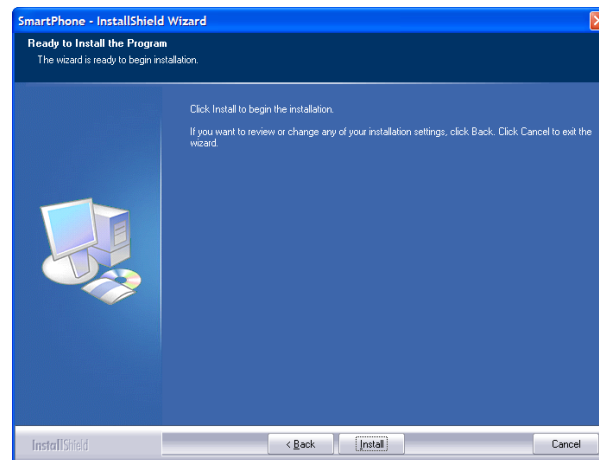 SmartPhone - InstallShield Wizard
Ready to Install the Program
The wizard is ready to begin installation.
Click Install to begin the installation.
If you want to review or change any of your installation settings, click Back. Click Cancel to exit the
wizard.
InstallShield
< Back
Install
Cancel